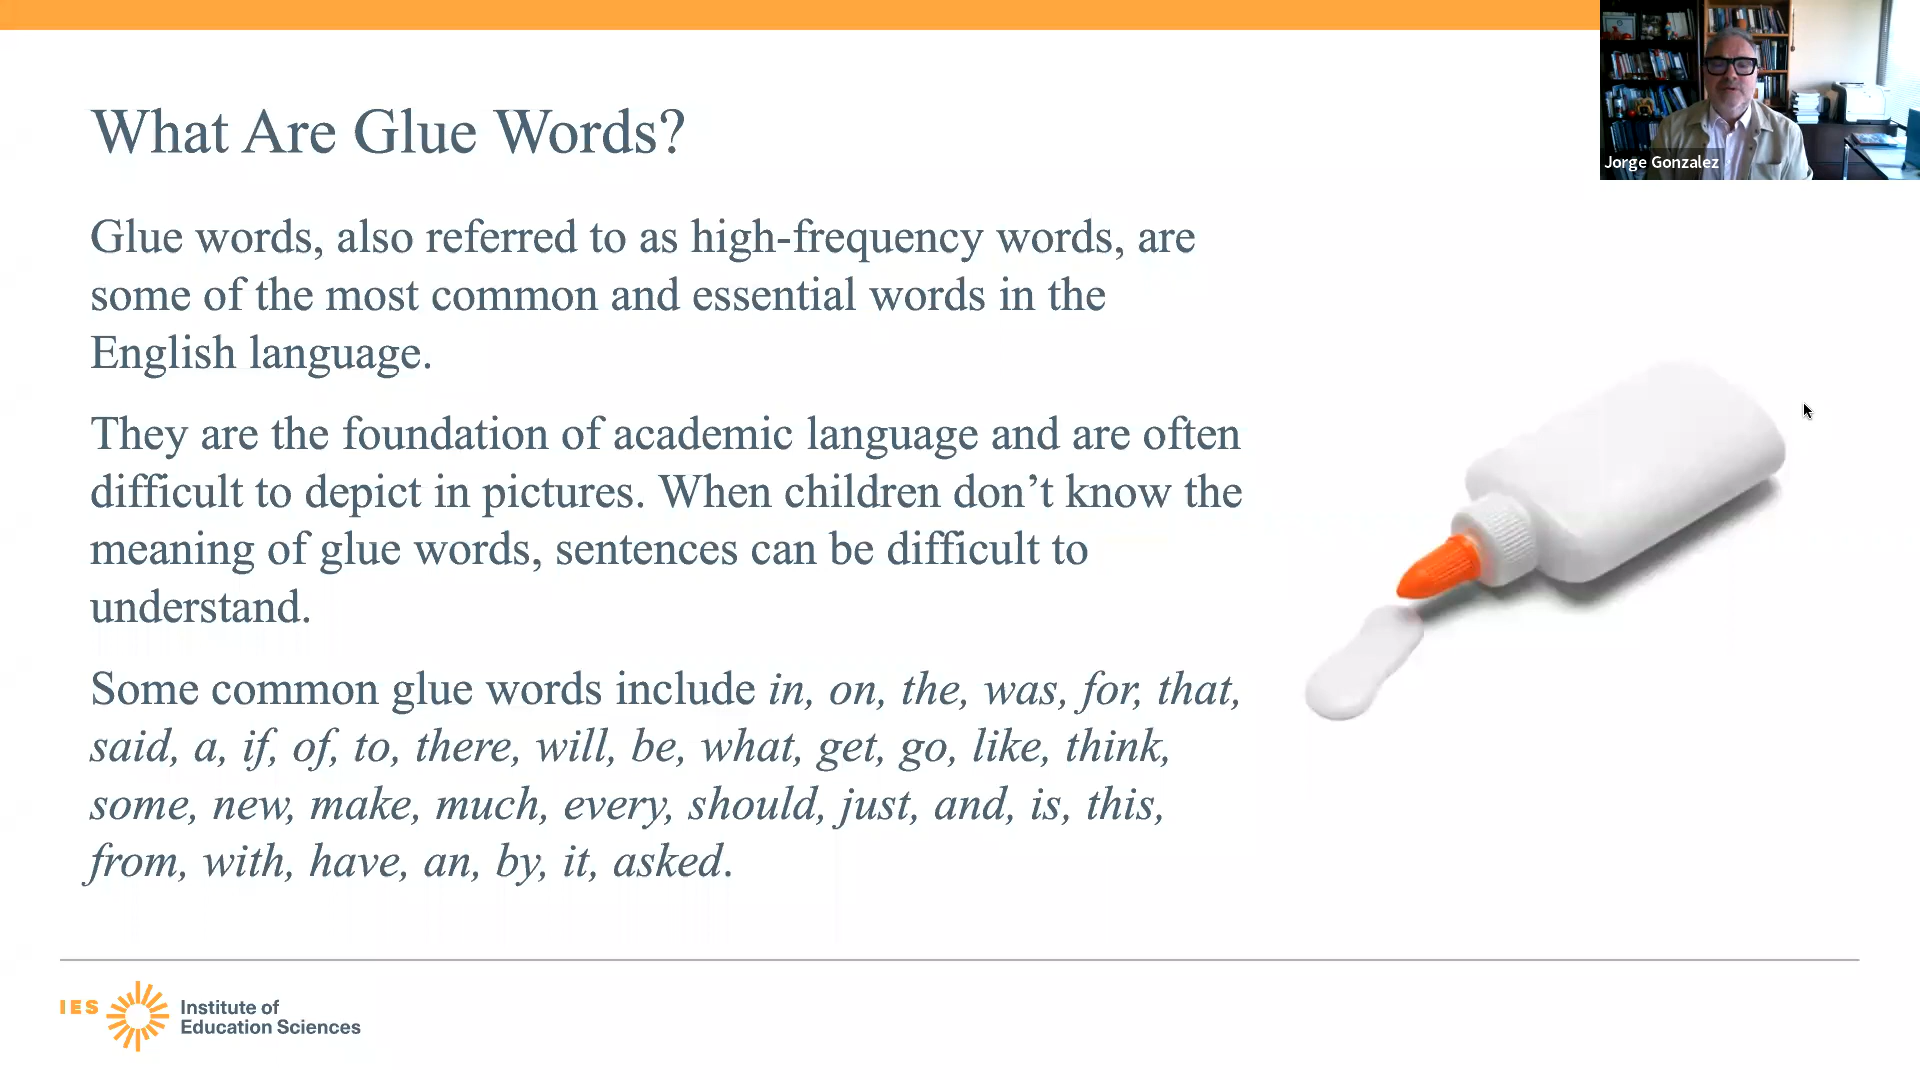 What Are Glue Words?
Jorge Gonzalez
Glue words, also referred to as high-frequency words, are
some of the most common and essential words in the
English language.
They are the foundation of academic language and are often
difficult to depict in pictures. When children don’t know the
meaning of glue words, sentences can be difficult to
understand.
Some common glue words include in, on, the, was, for, that,
said, a, if, of, to, there, will, be, what, get, go, like, think,
some, new, make, much, every, should, just, and, is, this,
from, with, have, an, by, it, asked.
IES
Institute of
Education Sciences